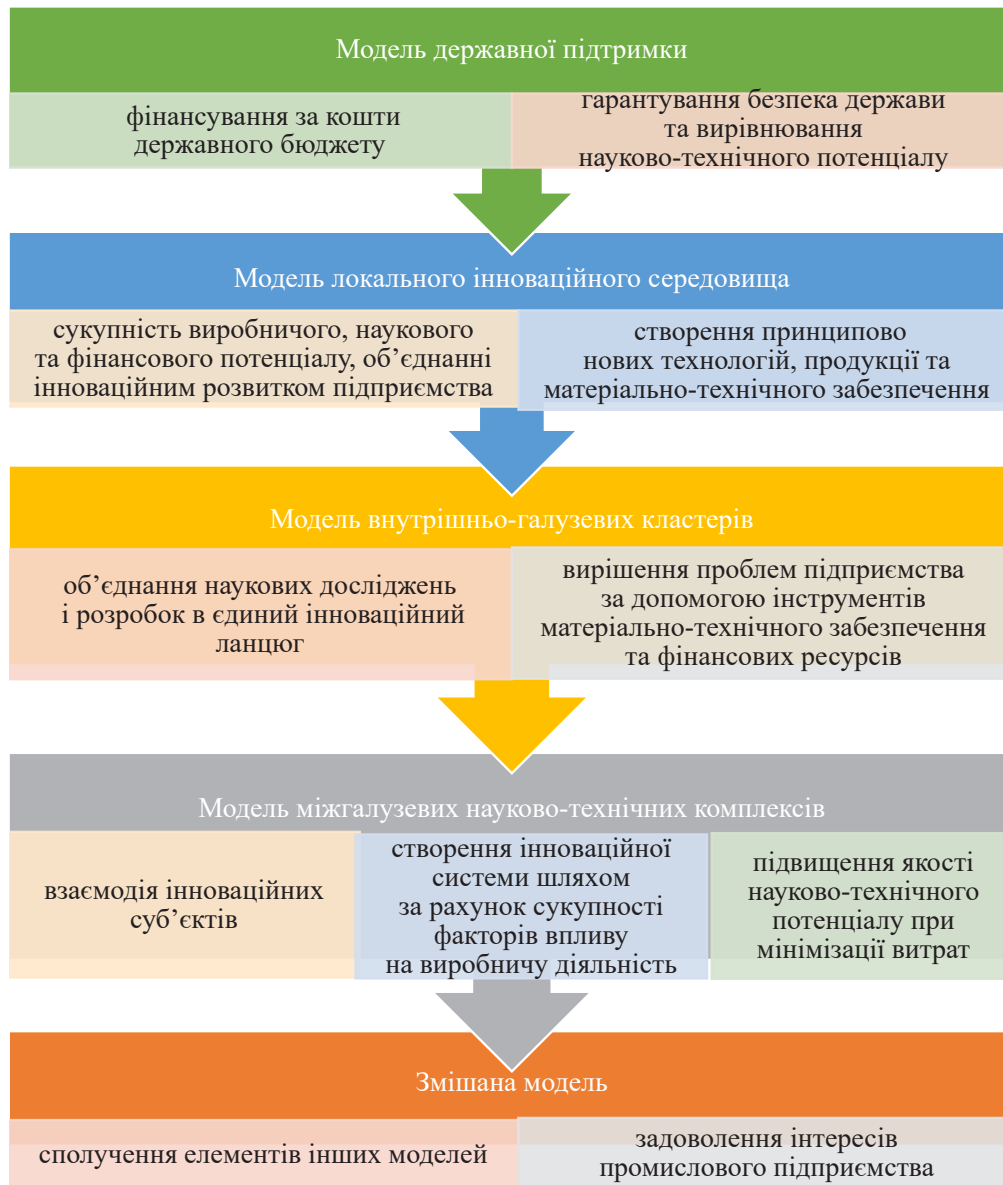 Модель державної підтримки
фінансування за кошти
державного бюджету
гарантування безпека держави
та вирівнювання
науково-технічного потенціалу
Модель локального інноваційного середовища
сукупність виробничого, наукового
та фінансового потенціалу, об’єднанні
інноваційним розвитком підприємства
створення принципово
нових технологій, продукції та
матеріально-технічного забезпечення
Модель внутрішньо-галузевих кластерів
об’єднання наукових досліджень
і розробок в єдиний інноваційний
ланцюг
вирішення проблем підприємства
за допомогою інструментів
матеріально-технічного забезпечення
та фінансових ресурсів
Модель міжгалузевих науково-технічних комплексів
взаємодія інноваційних
суб’єктів
створення інноваційної
системи шляхом
за рахунок сукупності
факторів впливу
на виробничу діяльність
підвищення якості
науково-технічного
потенціалу при
мінімізації витрат
Змішана модель
сполучення елементів інших моделей
задоволення інтересів
промислового підприємства